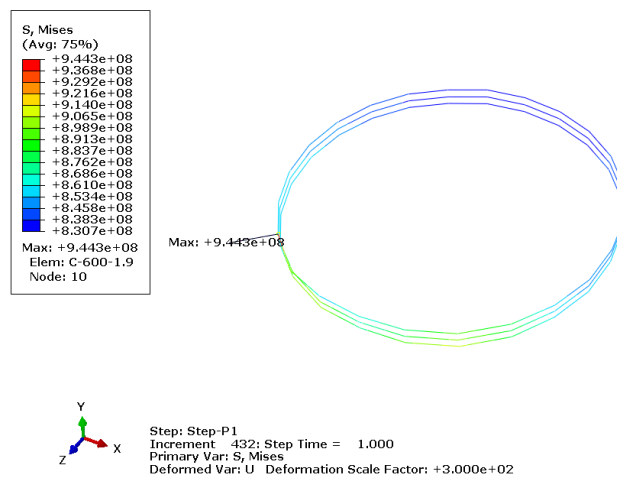 S, Mises
(Avg: 75%)
+9.443e+08
+9.368e+08
+9.292e+08
+9.216e+08
+9.140e+08
+9.065e+08
+8.989e+08
+8.913e+08
+8.837e+08
+8.762e+08
+8.686e+08
+8.610e+08
+8.534e+08
+8.458e+08
+8.383e+08
+8.307e+08
Max: +9.443e+08
Elem: C-600-1.9
Node: 10
Max: +9.443e+08
Y
X
Z
Step: Step-P1
Increment 432: Step Time = 1.000
Primary Var: S, Mises
Deformed Var: U Deformation Scale Factor: +3.000e+02